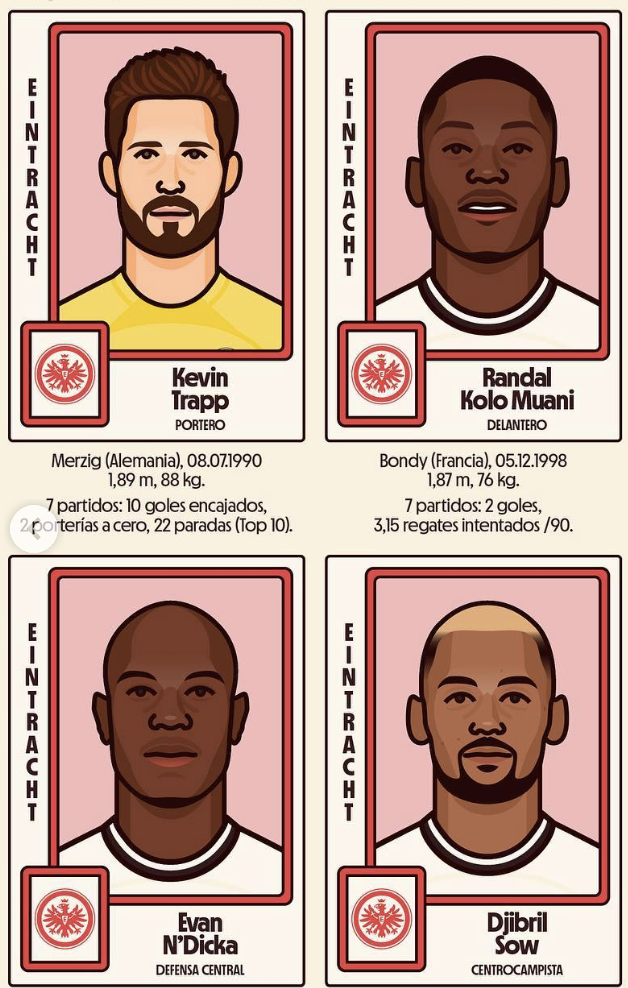 EINTRACHT
Kevin
Trapp
PORTERO
EINTRACHT
Randal
Kolo Muani
DELANTERO
Merzig (Alemania), 08.07.1990
1,89 m, 88 kg.
7 partidos: 10 goles encajados,
2 porterías a cero, 22 paradas (Top 10).
Bondy (Francia), 05.12.1998
1,87 m, 76 kg.
7 partidos: 2 goles,
3,15 regates intentados /90.
EINTRACHT
Evan
N'Dicka
DEFENSA CENTRAL
EINTRACHT
Djibril
Sow
CENTROCAMPISTA